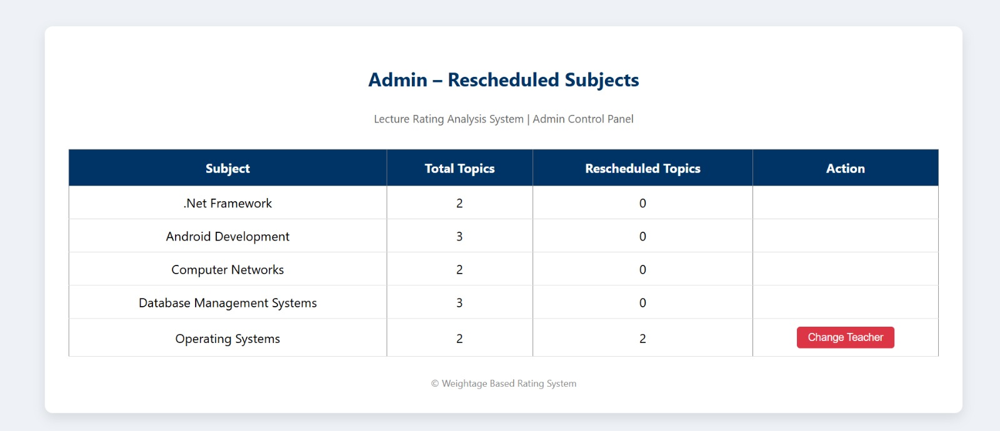 Admin – Rescheduled Subjects
Lecture Rating Analysis System | Admin Control Panel
Subject Total Topics Rescheduled Topics Action
.Net Framework 2 0
Android Development 3 0
Computer Networks 2 0
Database Management Systems 3 0
Operating Systems 2 2 Change Teacher
© Weightage Based Rating System